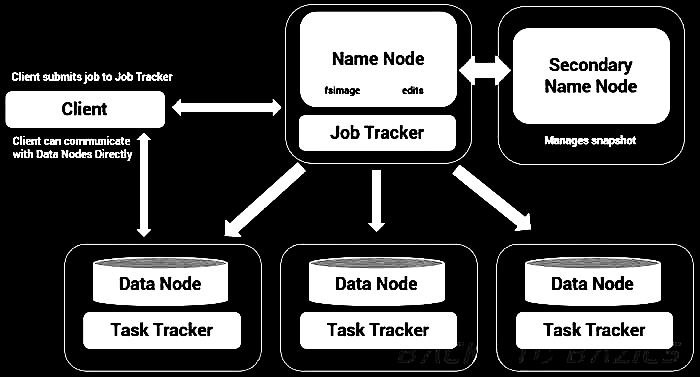 Client submits job to Job Tracker
Client
Client can communicate
with Data Nodes Directly
Name Node
fsimage edits
Job Tracker
Secondary
Name Node
Manages snapshot
Data Node
Task Tracker
Data Node
Task Tracker
Data Node
Task Tracker